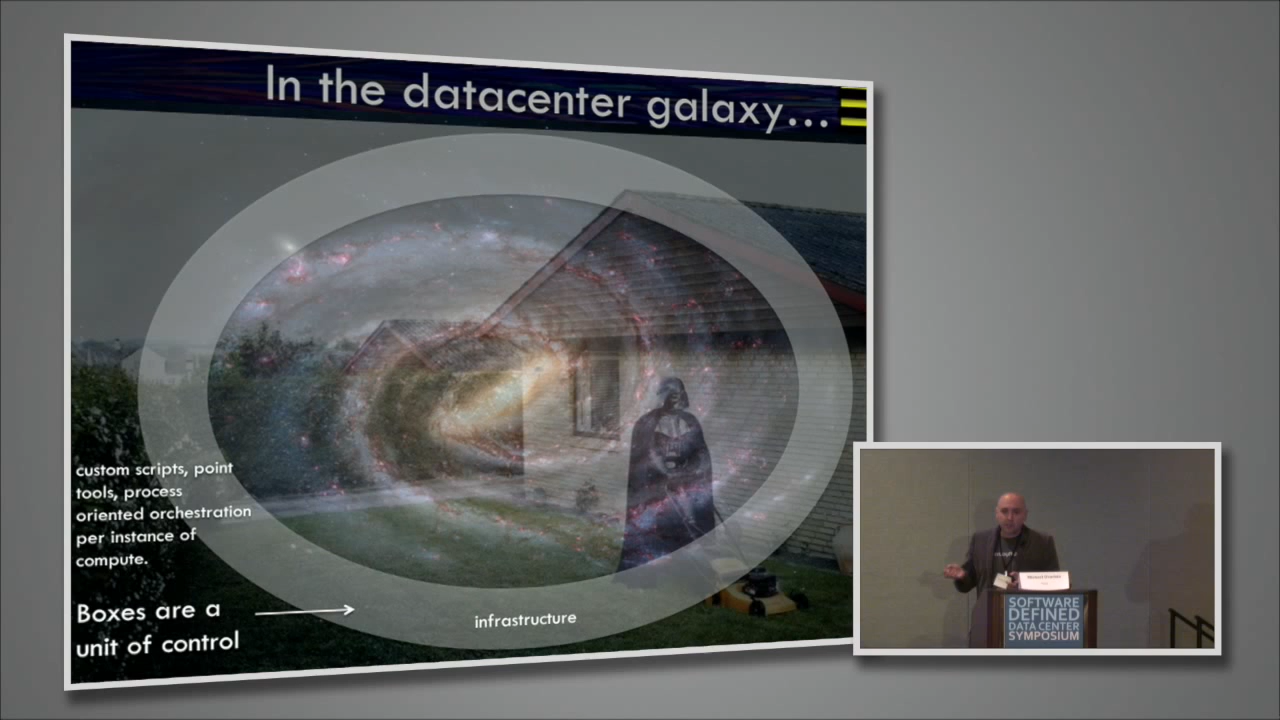 In the datacenter galaxy...
custom scripts, point
tools, process
oriented orchestration
per instance of
compute.
Boxes are a
unit of control
infrastructure
SOFTWARE
DEFINED
DATA CENTER
SYMPOSIUM